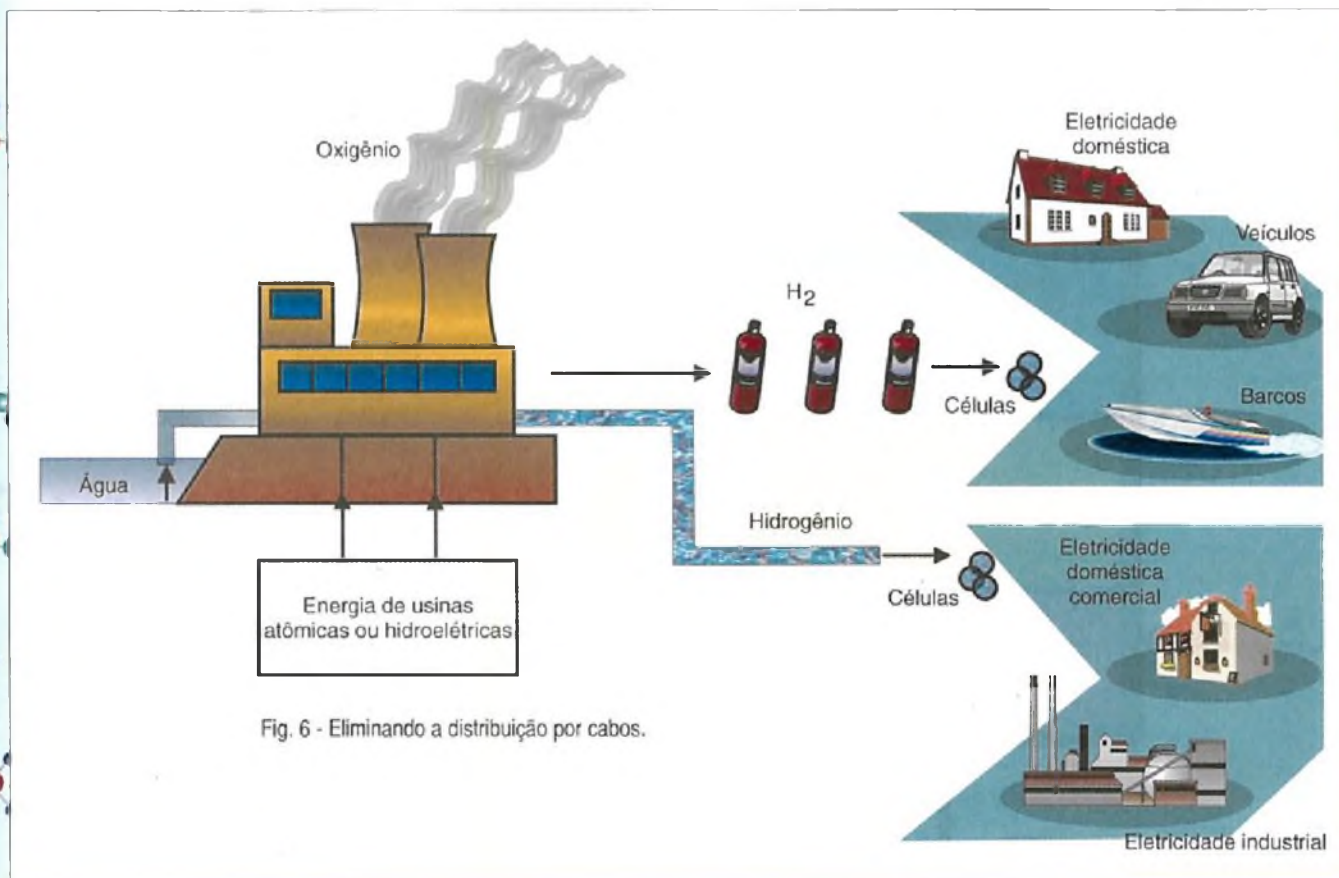 Oxigênio
Água
Energia de usinas
atômicas ou hidroelétricas
H2
Células
Eletricidade
doméstica
Veículos
Barcos
Hidrogênio
Células
Eletricidade
doméstica
comercial
Eletricidade industrial
Fig. 6 - Eliminando a distribuição por cabos.